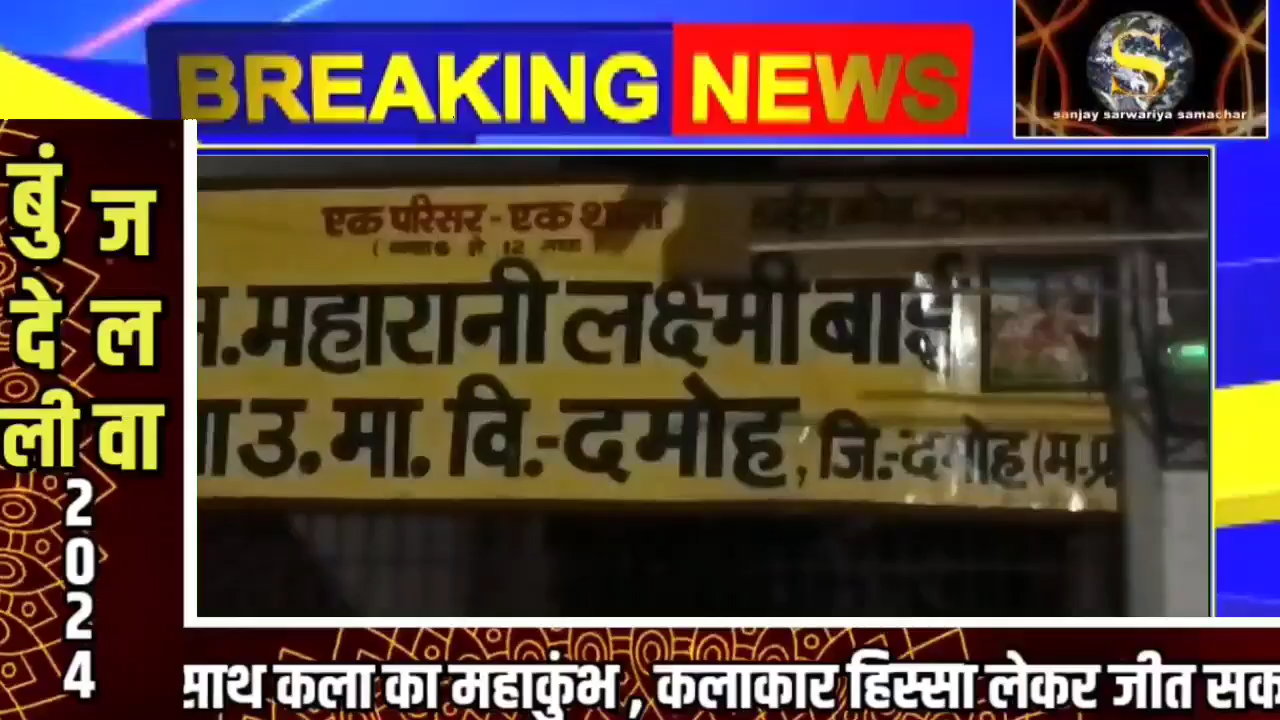 BREAKING NEWS
S
sanjay sarwariya samachar
बुंदेली
जलवा
2024
एक परिसर - एक शाला
महारानी लक्ष्मी बाई
उ. मा. वि.-दमोह, जि.-दमोह (म.प्र
साथ कला का महाकुंभ, कलाकार हिस्सा लेकर जीत सक